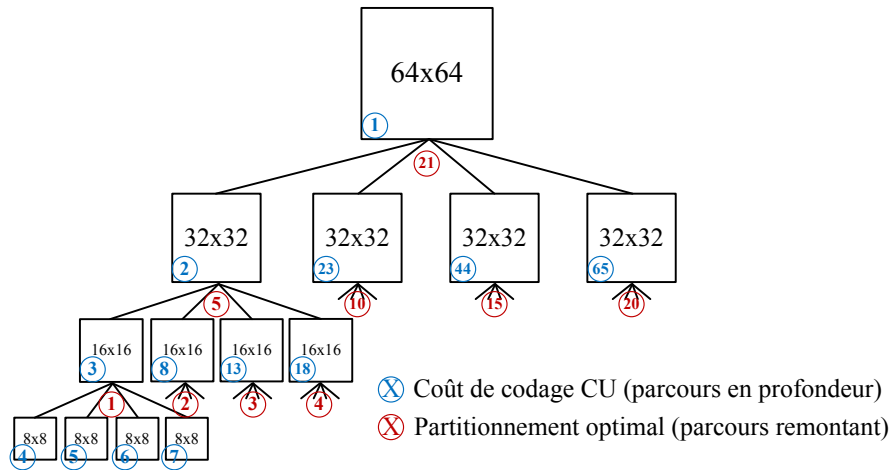 64x64
1
21
32x32 32x32 32x32 32x32
2 23 44 65
5 10 15 20
16x16 16x16 16x16 16x16
3 8 13 18
1 2 3 4
8x8 8x8 8x8 8x8
4 5 6 7
X Coût de codage CU (parcours en profondeur)
X Partitionnement optimal (parcours remontant)